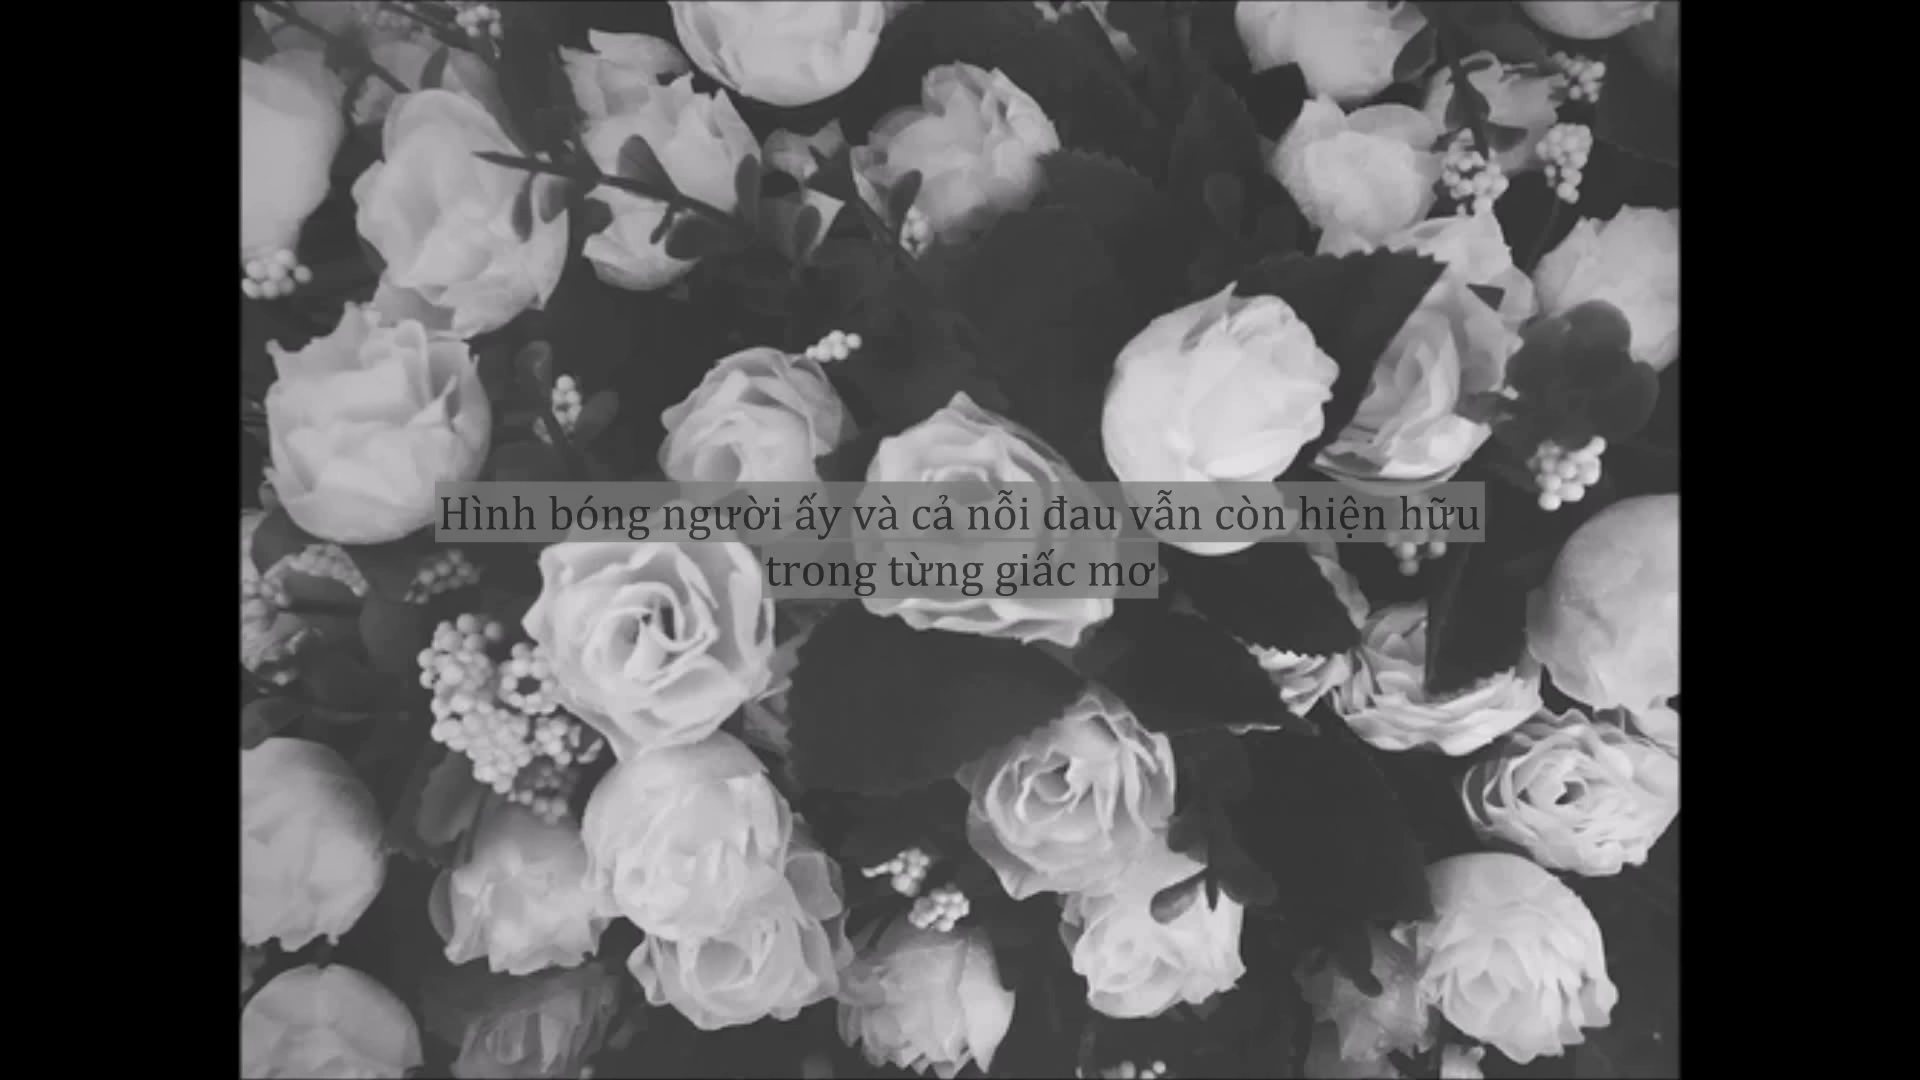 Hình bóng người ấy và cả nỗi đau vẫn còn hiện hữu
trong từng giấc mơ